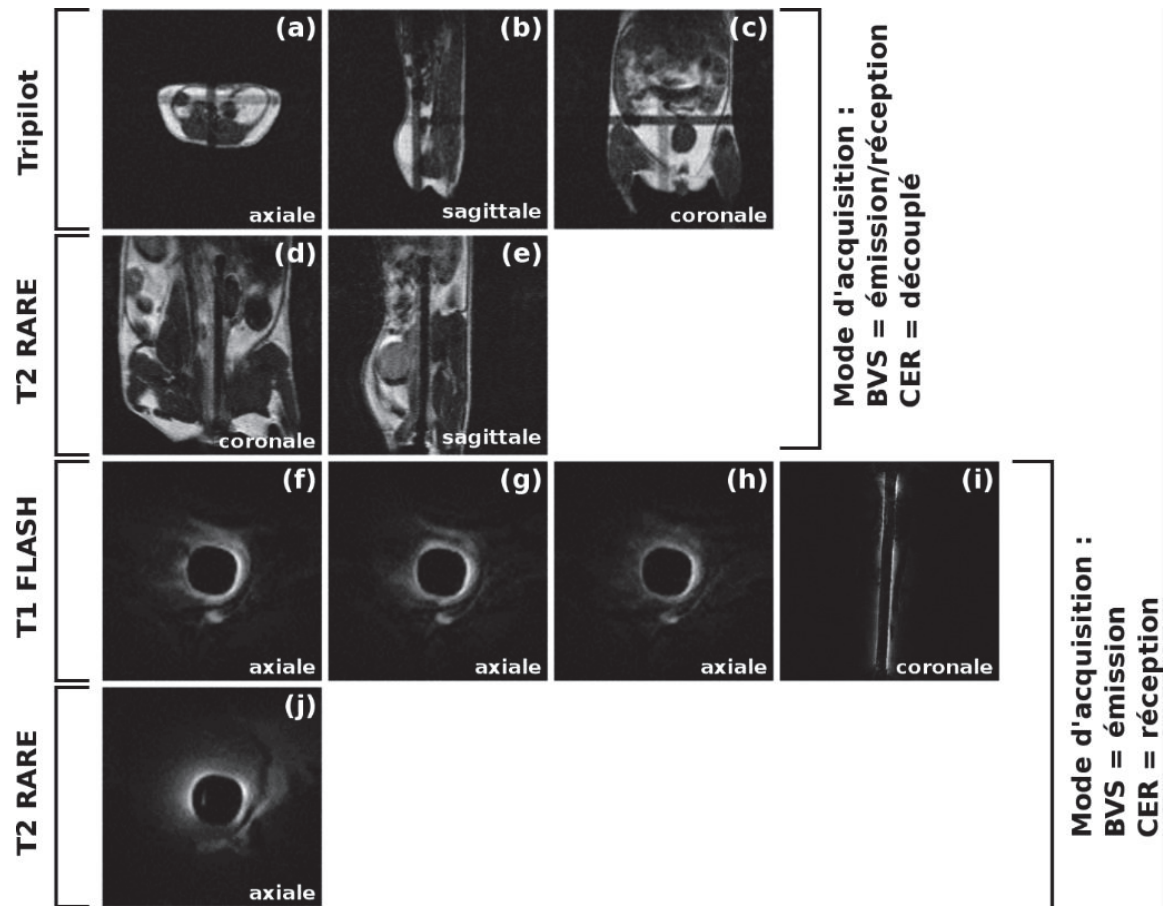 Tripilot
(a)
axiale
(b)
sagittale
(c)
coronale
T2 RARE
(d)
coronale
(e)
sagittale
Mode d'acquisition :
BVS = émission/réception
CER = découplé
T1 FLASH
(f)
axiale
(g)
axiale
(h)
axiale
(i)
coronale
T2 RARE
(j)
axiale
Mode d'acquisition :
BVS = émission
CER = réception